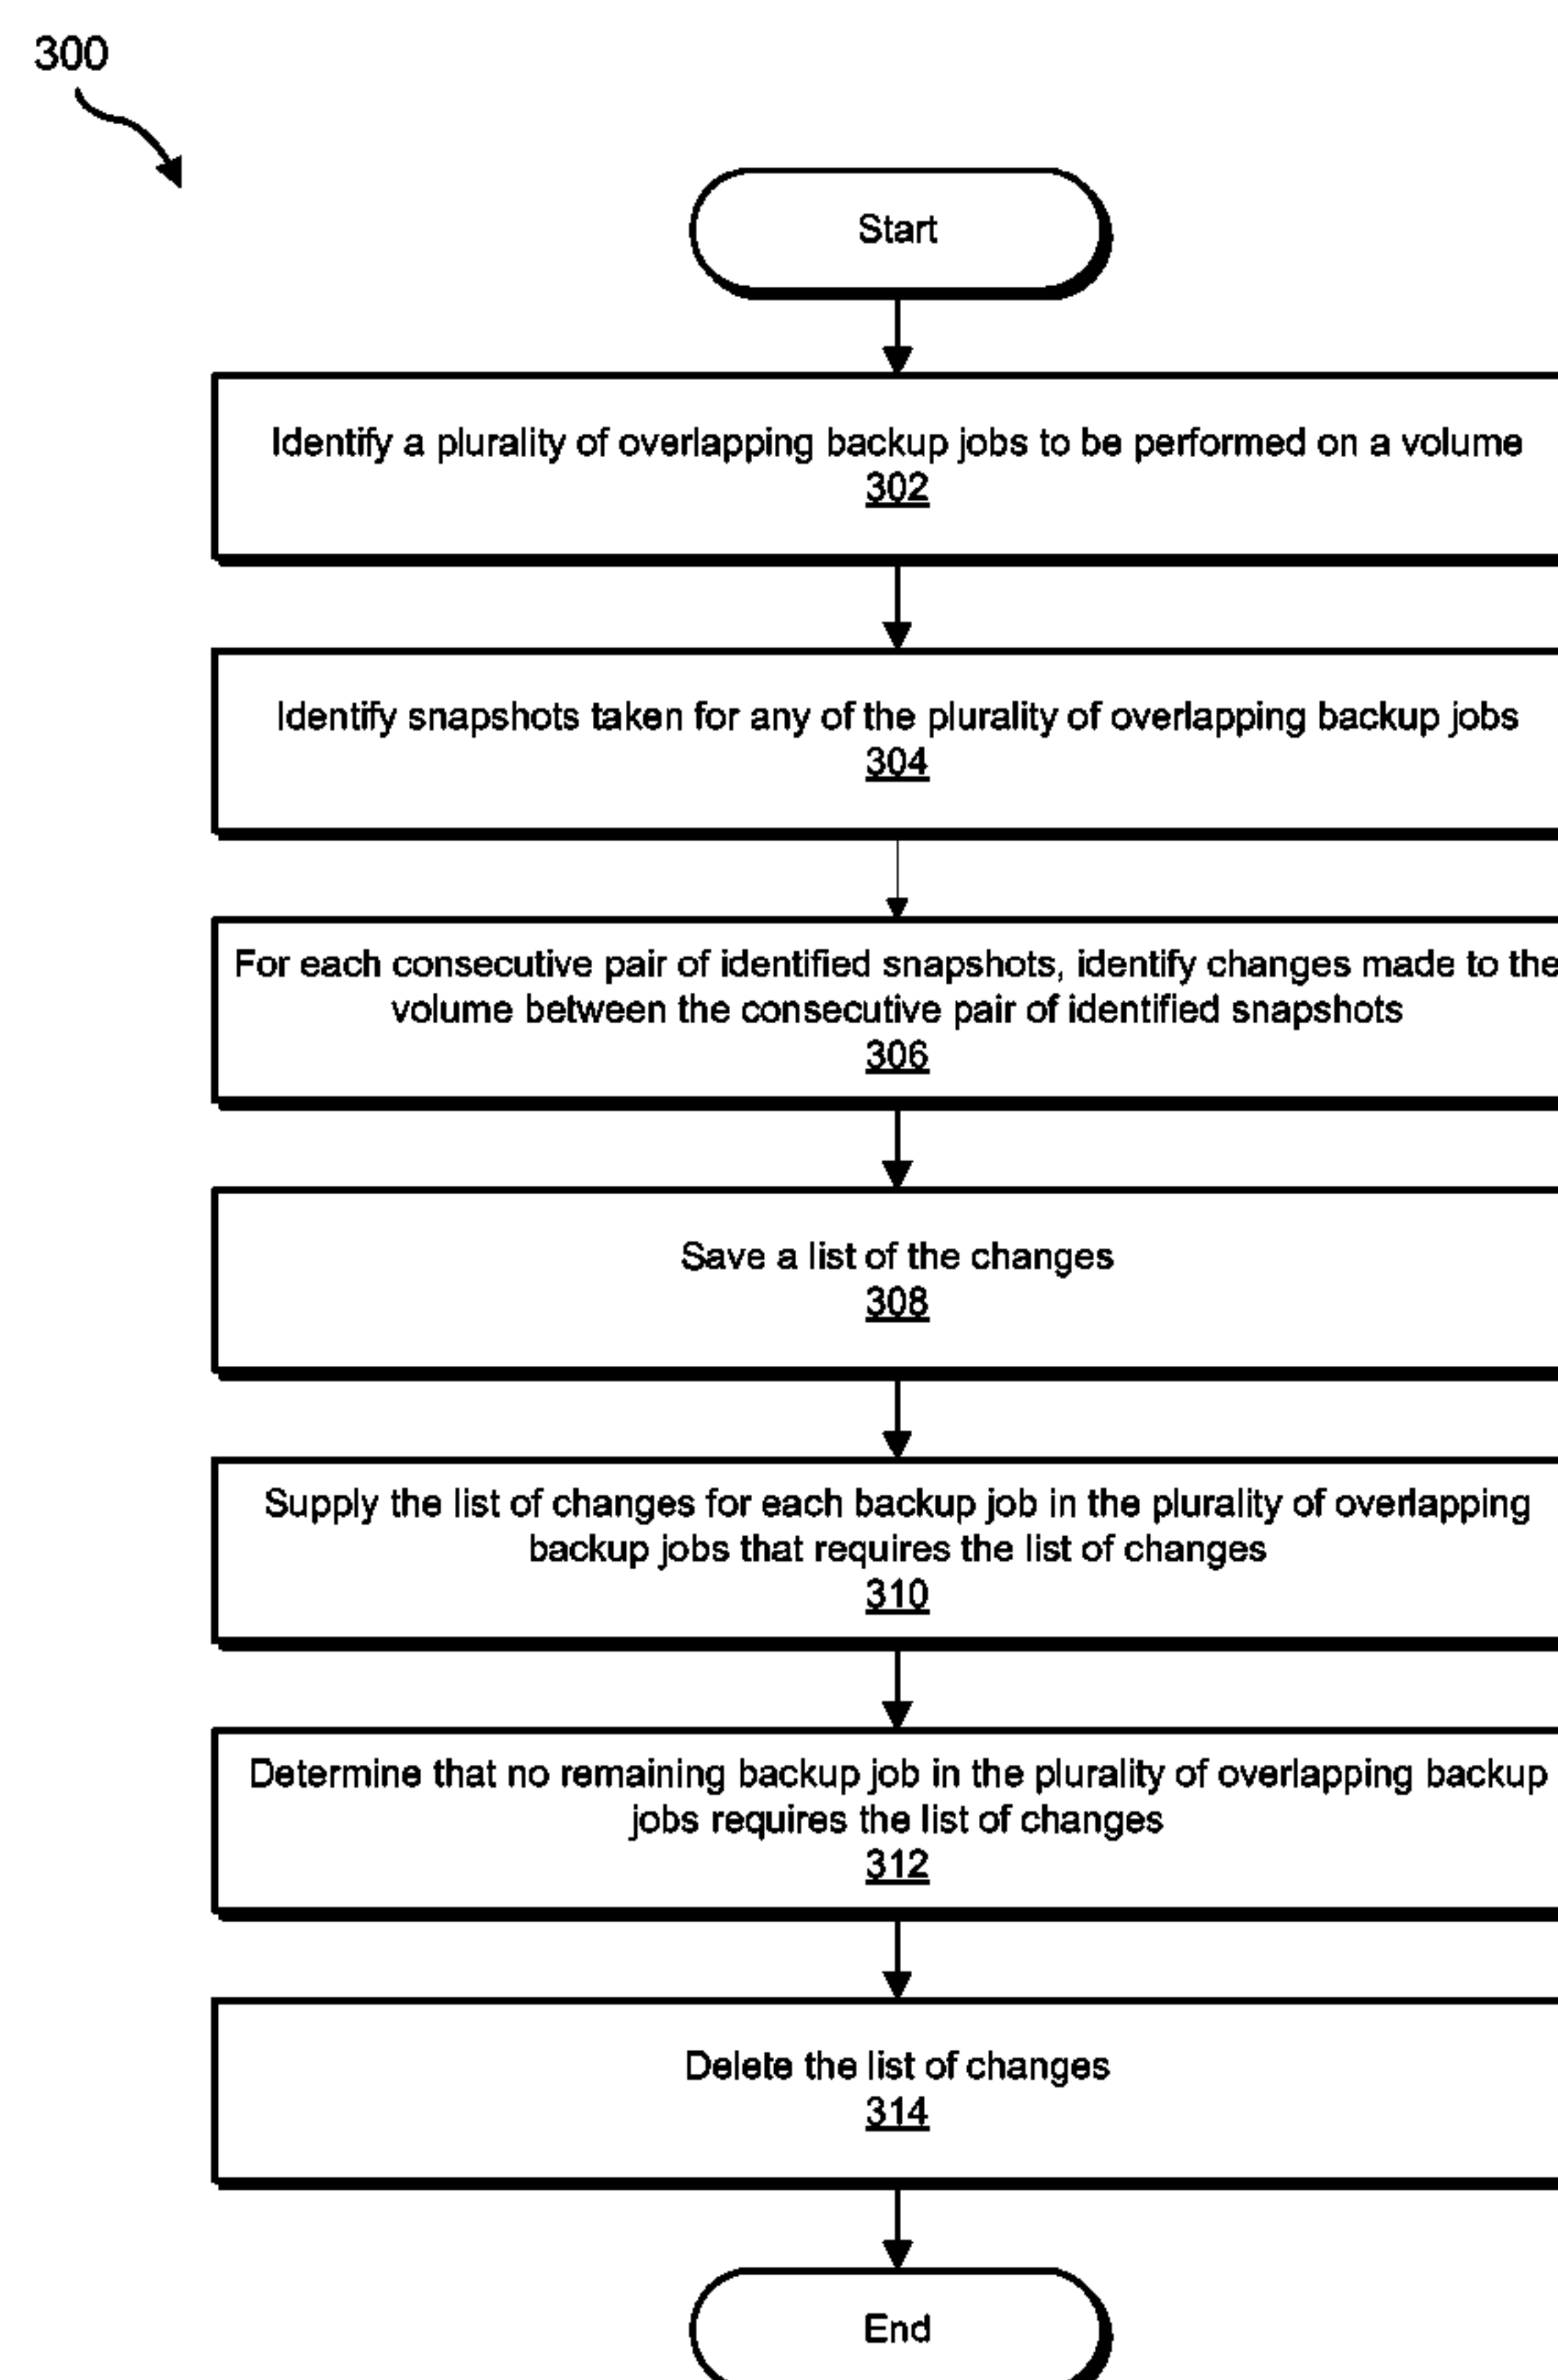 300
Start
Identify a plurality of overlapping backup jobs to be performed on a volume
302
Identify snapshots taken for any of the plurality of overlapping backup jobs
304
For each consecutive pair of identified snapshots, identify changes made to the
volume between the consecutive pair of identified snapshots
306
Save a list of the changes
308
Supply the list of changes for each backup job in the plurality of overlapping
backup jobs that requires the list of changes
310
Determine that no remaining backup job in the plurality of overlapping backup
jobs requires the list of changes
312
Delete the list of changes
314
End